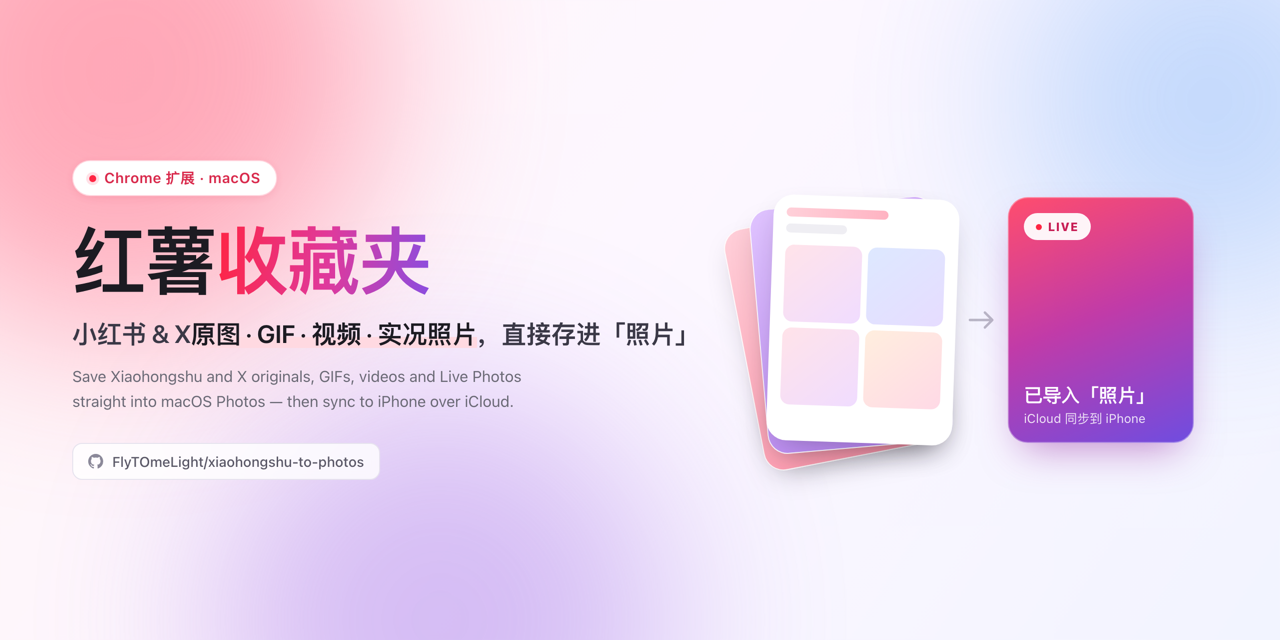 Chrome 扩展 · macOS
红薯收藏夹
小红书 & X原图 · GIF · 视频 · 实况照片，直接存进「照片」
Save Xiaohongshu and X originals, GIFs, videos and Live Photos
straight into macOS Photos — then sync to iPhone over iCloud.
FlyTOmeLight/xiaohongshu-to-photos
LIVE
已导入「照片」
iCloud 同步到 iPhone